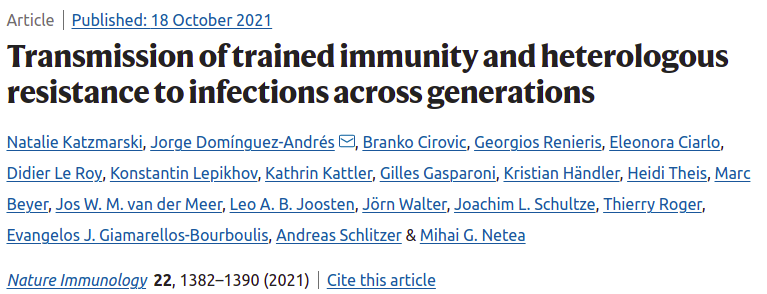 Article | Published: 18 October 2021
Transmission of trained immunity and heterologous
resistance to infections across generations
Natalie Katzmarski, Jorge Domínguez-Andrés, Branko Cirovic, Georgios Renieris, Eleonora Ciarlo,
Didier Le Roy, Konstantin Lepikhov, Kathrin Kattler, Gilles Gasparoni, Kristian Händler, Heidi Theis, Marc
Beyer, Jos W. M. van der Meer, Leo A. B. Joosten, Jörn Walter, Joachim L. Schultze, Thierry Roger,
Evangelos J. Giamarellos-Bourboulis, Andreas Schlitzer & Mihai G. Netea
Nature Immunology 22, 1382–1390 (2021) | Cite this article